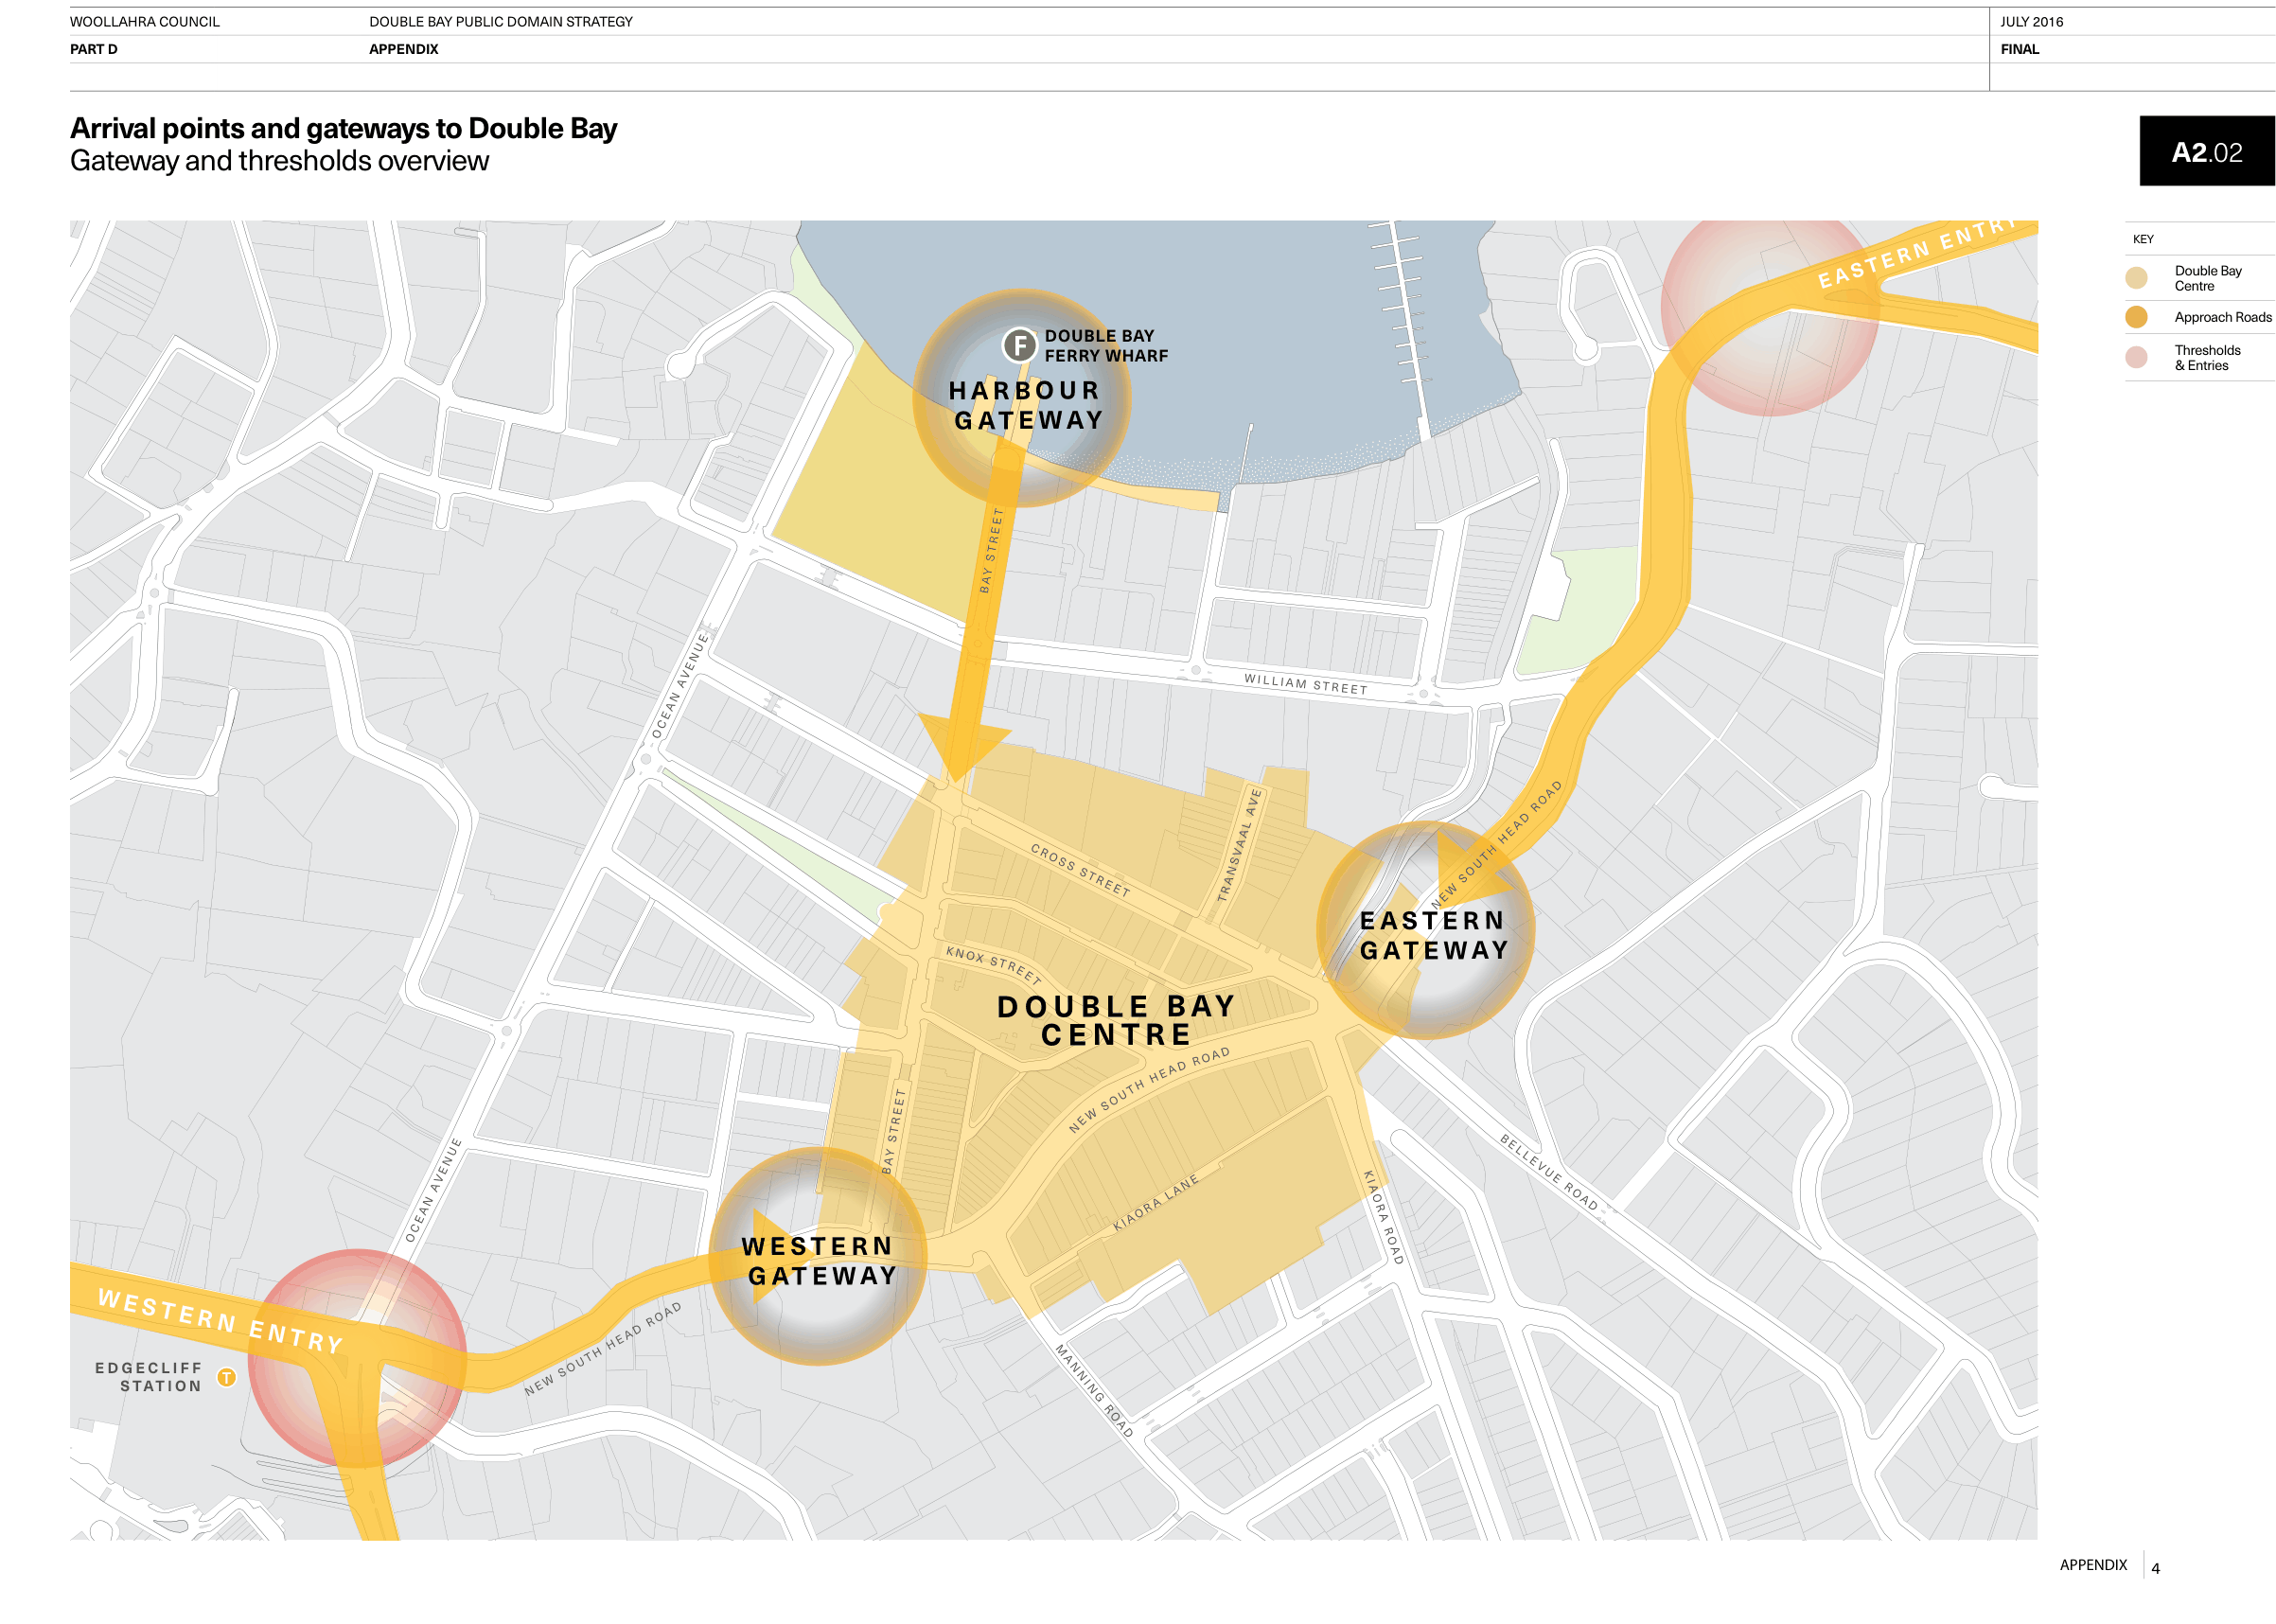 WOOLLAHRA COUNCIL
DOUBLE BAY PUBLIC DOMAIN STRATEGY
JULY 2016
PART D
APPENDIX
FINAL
Arrival points and gateways to Double Bay
Gateway and thresholds overview
A2.02
KEY
Double Bay
Centre
Approach Roads
Thresholds
& Entries
EASTERN ENTRY
F
DOUBLE BAY
FERRY WHARF
HARBOUR
GATEWAY
BAY STREET
OCEAN AVENUE
WILLIAM STREET
CROSS STREET
TRANSVAAL AVE
NEW SOUTH HEAD ROAD
EASTERN
GATEWAY
KNOX STREET
DOUBLE BAY
CENTRE
NEW SOUTH HEAD ROAD
BAY STREET
KIAORA LANE
KIAORA ROAD
BELLEVUE ROAD
OCEAN AVENUE
WESTERN
GATEWAY
WESTERN ENTRY
EDGECLIFF
STATION
T
NEW SOUTH HEAD ROAD
MANNING ROAD
APPENDIX
4